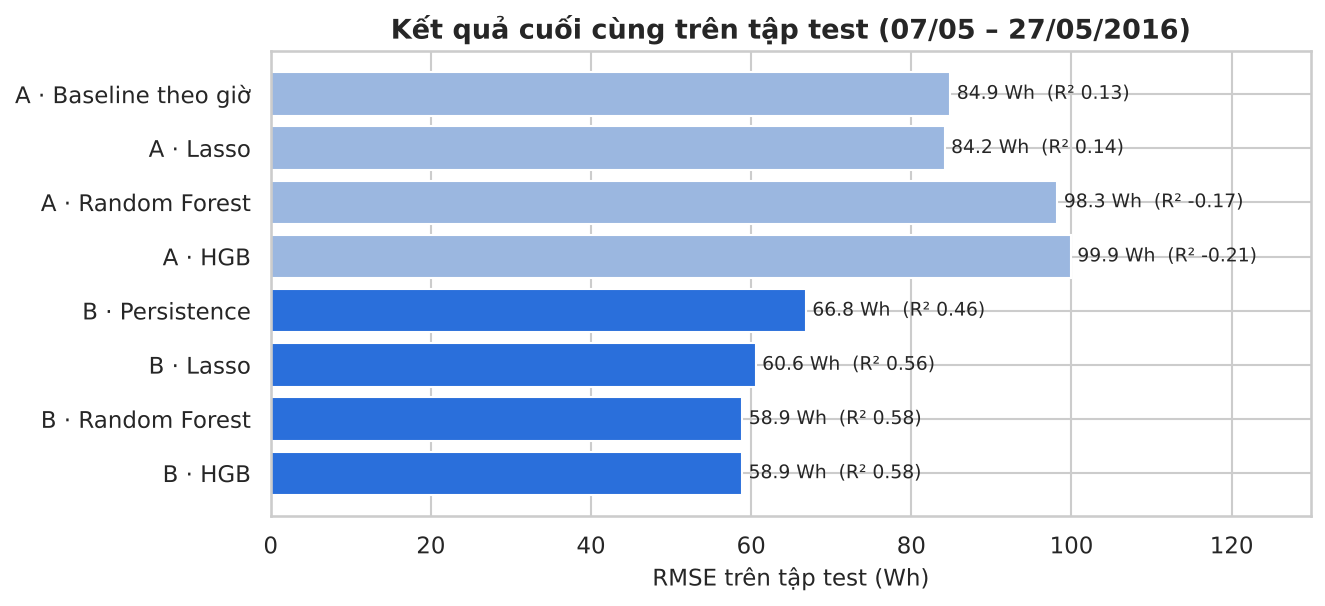 Kết quả cuối cùng trên tập test (07/05 – 27/05/2016)
A · Baseline theo giờ 84.9 Wh (R² 0.13)
A · Lasso 84.2 Wh (R² 0.14)
A · Random Forest 98.3 Wh (R² -0.17)
A · HGB 99.9 Wh (R² -0.21)
B · Persistence 66.8 Wh (R² 0.46)
B · Lasso 60.6 Wh (R² 0.56)
B · Random Forest 58.9 Wh (R² 0.58)
B · HGB 58.9 Wh (R² 0.58)
0 20 40 60 80 100 120
RMSE trên tập test (Wh)